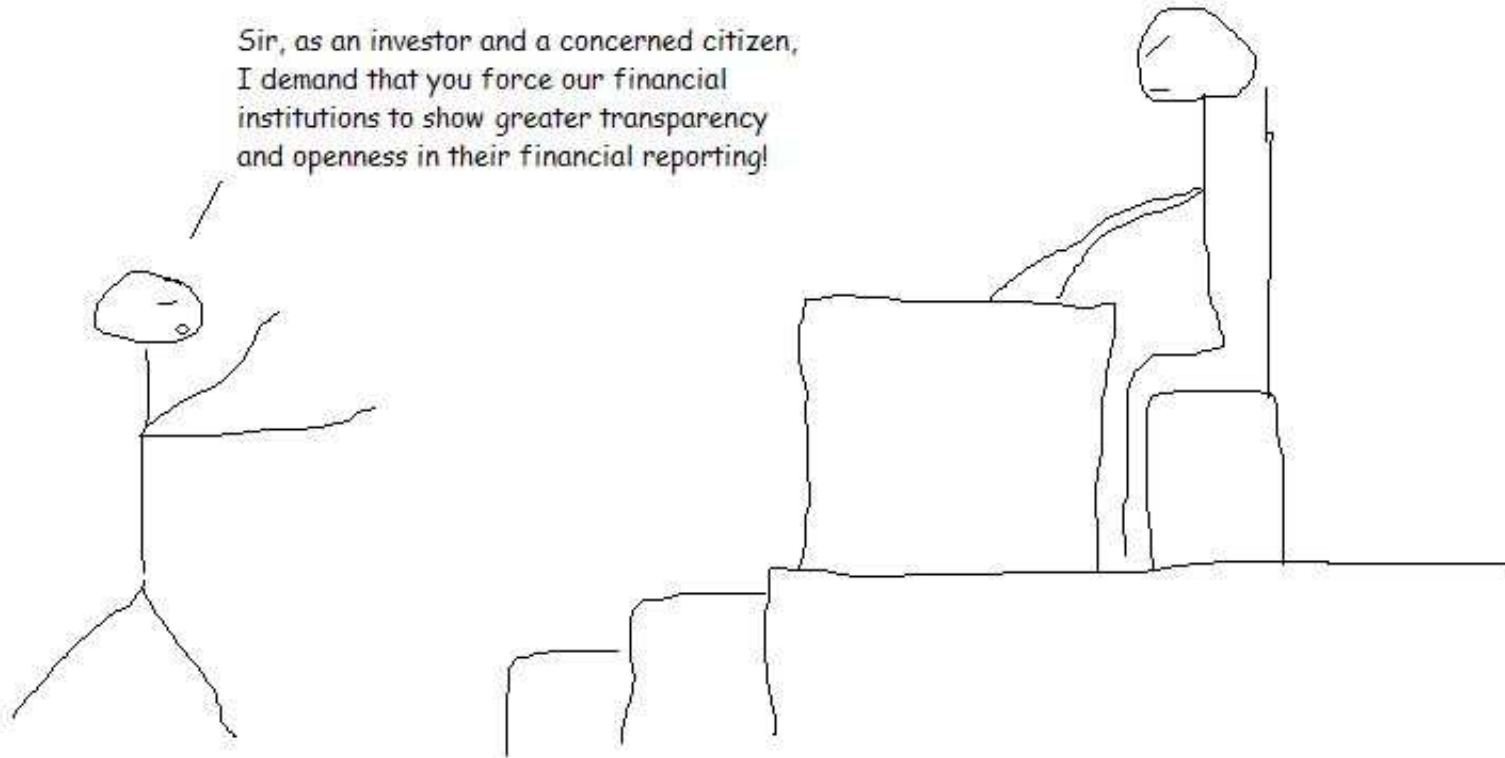 Sir, as an investor and a concerned citizen,
I demand that you force our financial
institutions to show greater transparency
and openness in their financial reporting!